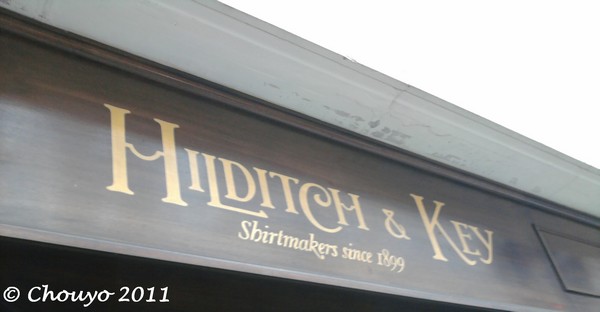 HILDITCH & KEY
Shirtmakers since 1899
© Chouyo 2011